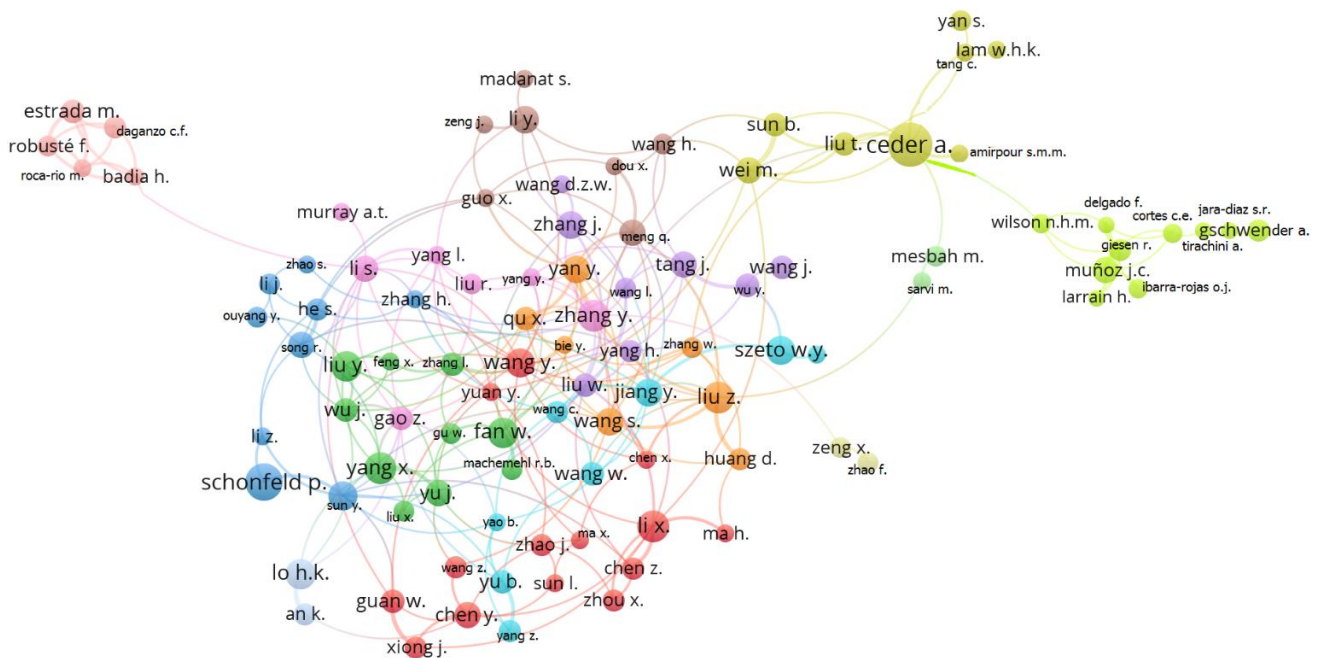 yan s.
lam w.h.k.
tang c.
madanat s.
estrada m.
daganzo c.f.
li y.
zeng j.
sun b.
robusté f.
wang h.
liu t.
ceder a.
amirpour s.m.m.
roca-rio m.
badia h.
dou x.
wei m.
wang d.z.w.
guo x.
murray a.t.
zhang j.
meng q.
delgado f.
jara-diaz s.r.
cortes c.e.
wilson n.h.m.
gschwender a.
giesen r.
tirachini a.
mesbah m.
muñoz j.c.
sarvi m.
ibarra-rojas o.j.
larrain h.
zhao s.
yang l.
li s.
li j.
liu r.
yang y.
yan y.
tang j.
wang j.
wang l.
wu y.
zhang h.
he s.
ouyang y.
qu x.
zhang y.
song r.
bie y.
yang h.
zhang w.
szeto w.y.
liu y.
feng x.
zhang l.
wang y.
yuan y.
liu w.
jiang y.
liu z.
wu j.
gao z.
wang c.
wang s.
li z.
gu w.
fan w.
zeng x.
zhao f.
machemehl r.b.
chen x.
huang d.
schonfeld p.
yang x.
wang w.
sun y.
yu j.
liu x.
yao b.
li x.
ma h.
zhao j.
ma x.
lo h.k.
wang z.
yu b.
sun l.
chen z.
an k.
guan w.
chen y.
zhou x.
xiong j.
yang z.